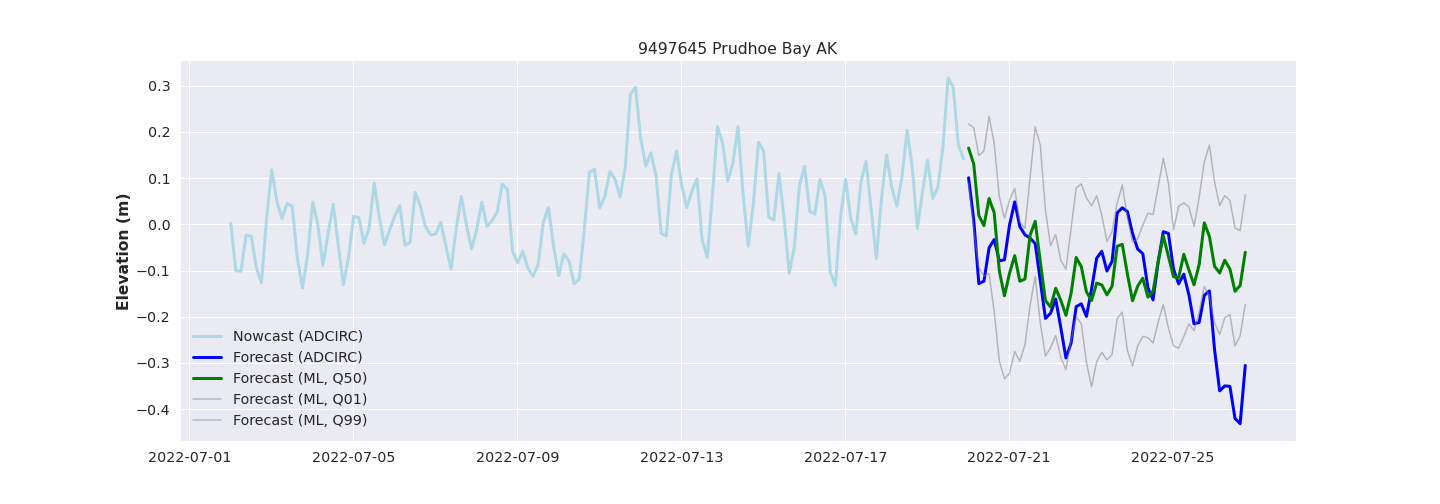 9497645 Prudhoe Bay AK
Elevation (m)
0.3
0.2
0.1
0.0
−0.1
−0.2
−0.3
−0.4
Nowcast (ADCIRC)
Forecast (ADCIRC)
Forecast (ML, Q50)
Forecast (ML, Q01)
Forecast (ML, Q99)
2022-07-01 2022-07-05 2022-07-09 2022-07-13 2022-07-17 2022-07-21 2022-07-25